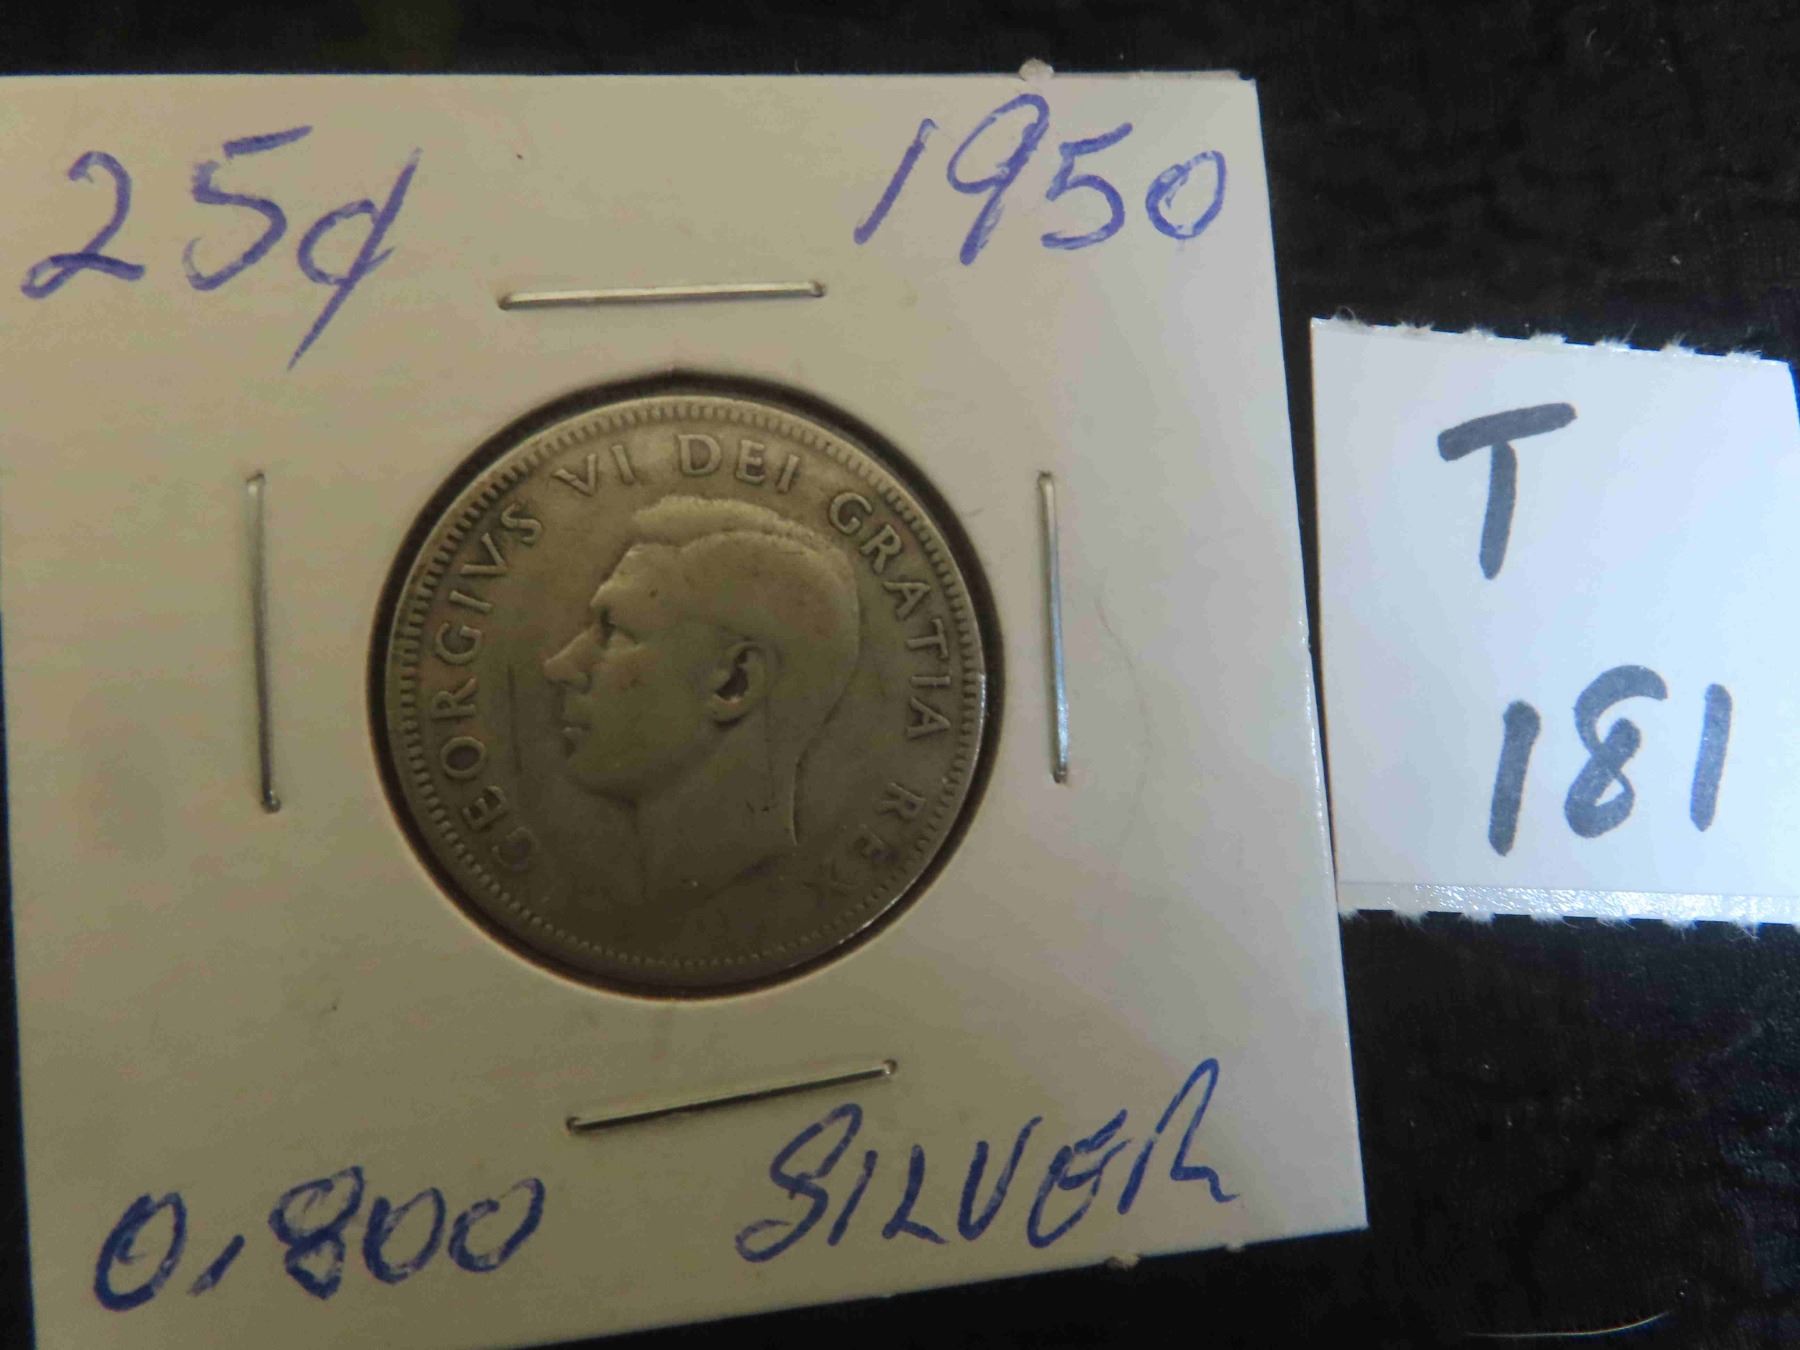 25¢ 1950
GEORGIVS VI DEI GRATIA REX
0.800 SILVER
T
181